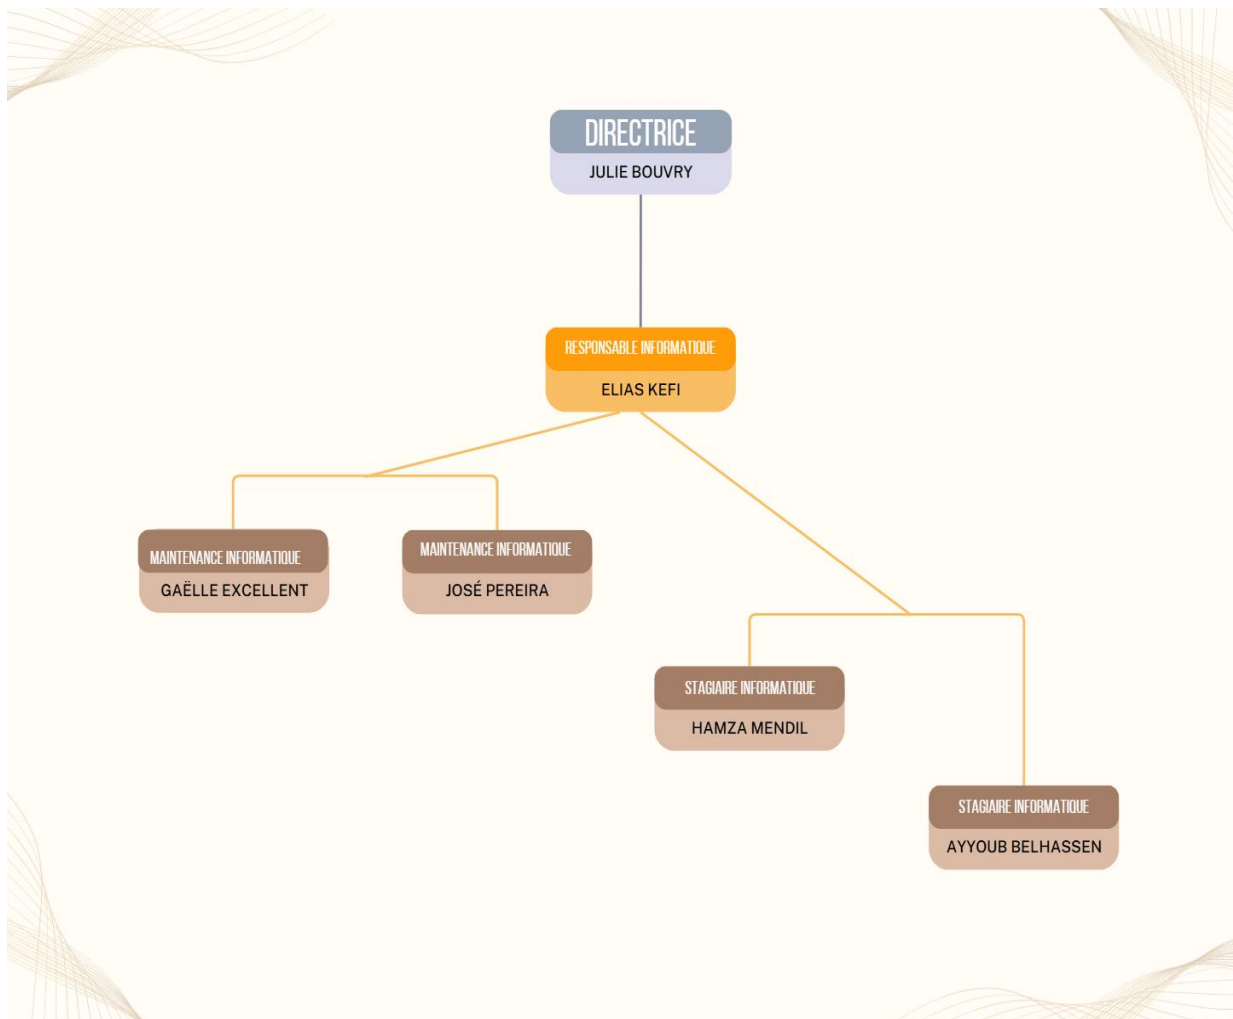 DIRECTRICE
JULIE BOUVRY
RESPONSABLE INFORMATIQUE
ELIAS KEFI
MAINTENANCE INFORMATIQUE
GAËLLE EXCELLENT
MAINTENANCE INFORMATIQUE
JOSÉ PEREIRA
STAGIAIRE INFORMATIQUE
HAMZA MENDIL
STAGIAIRE INFORMATIQUE
AYYOUB BELHASSEN